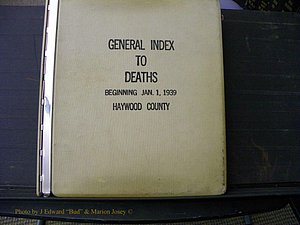 GENERAL INDEX
TO
DEATHS
BEGINNING JAN. 1, 1939
HAYWOOD COUNTY
Photo by J Edward "Bud" & Marion Josey ©